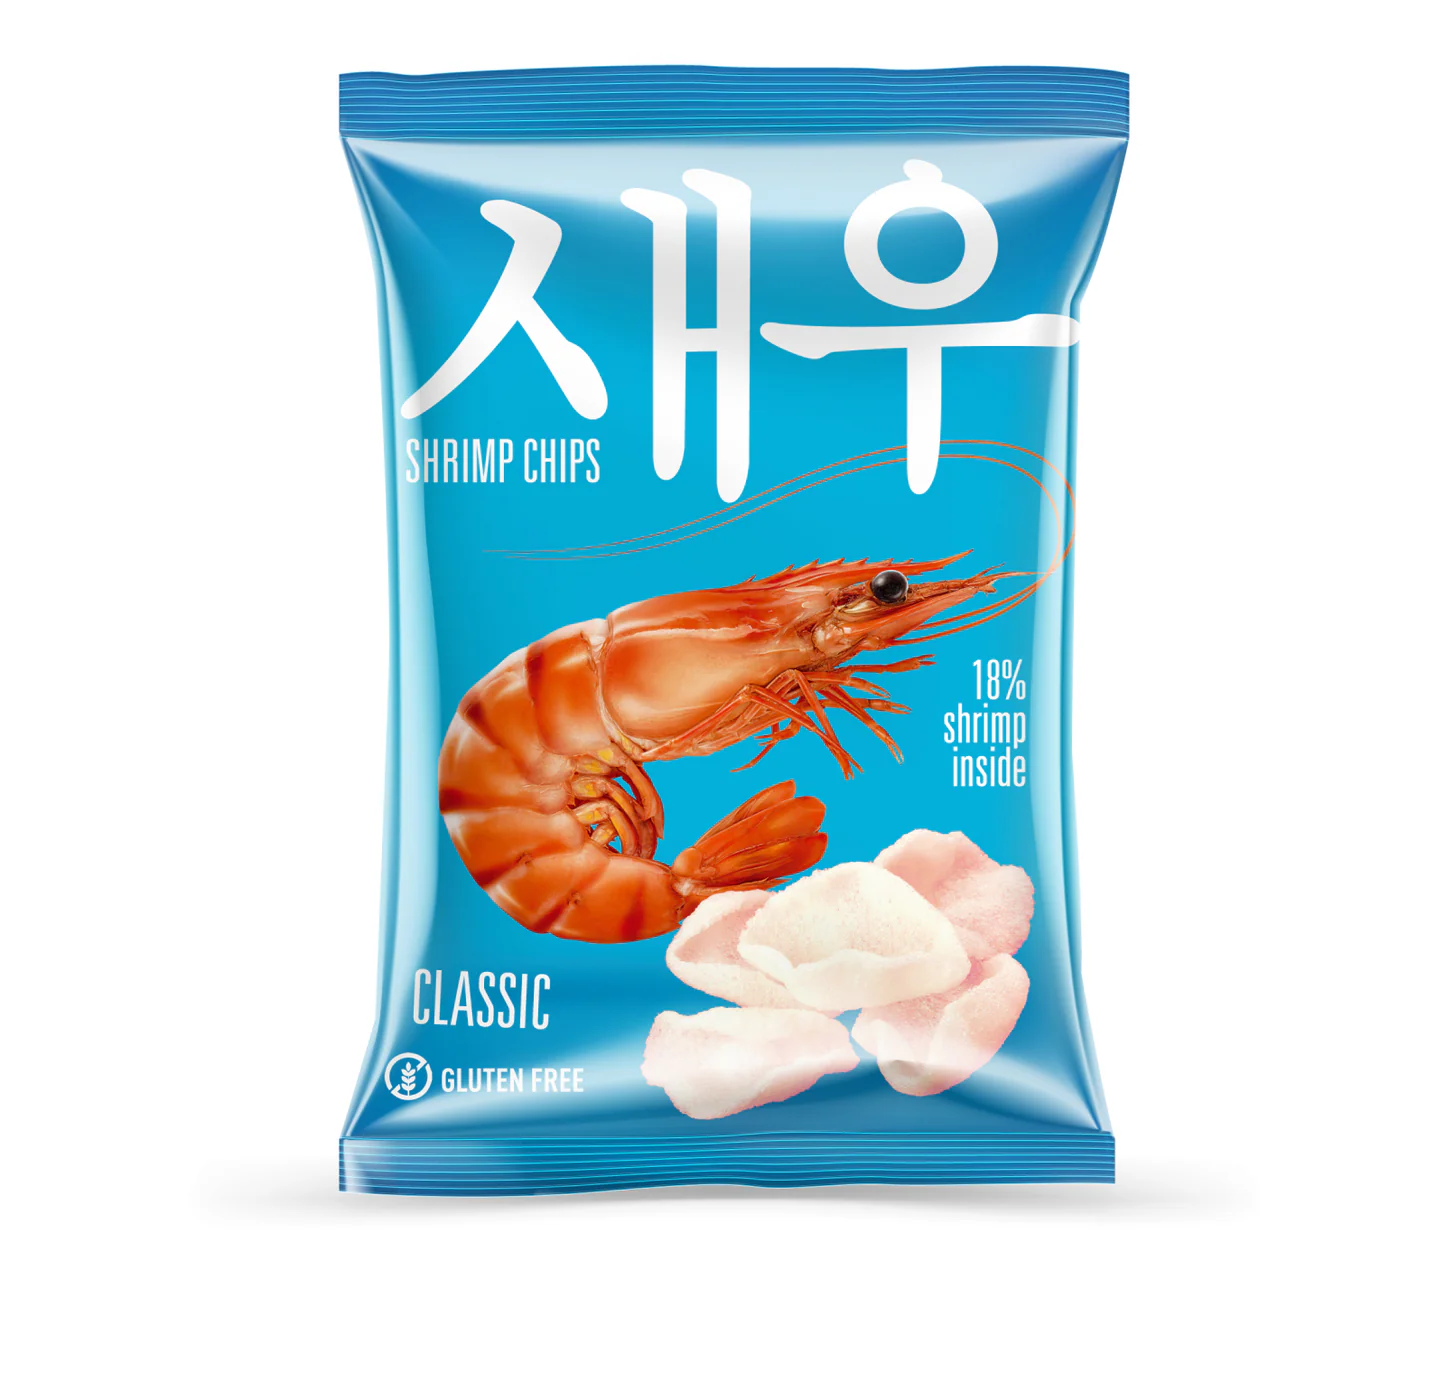 새우
SHRIMP CHIPS
18%
shrimp
inside
CLASSIC
GLUTEN FREE